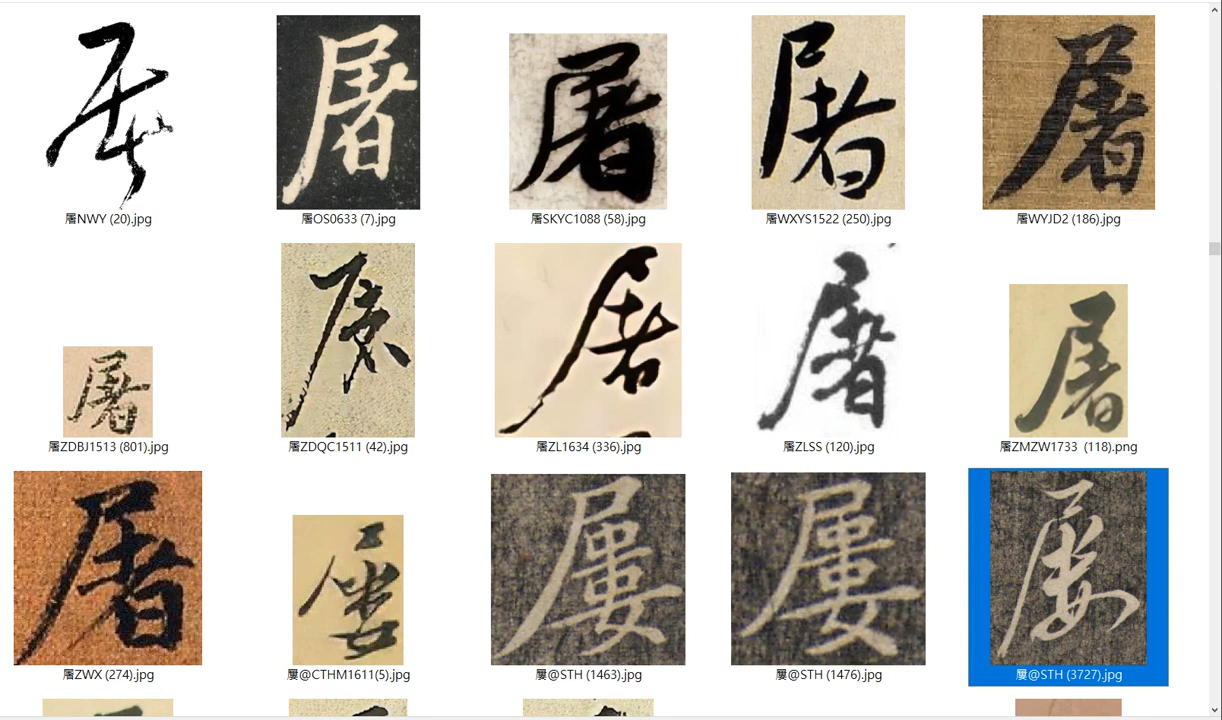 屠 屠 屠 屠 屠
屠NWY (20).jpg 屠OS0633 (7).jpg 屠SKYC1088 (58).jpg 屠WXYS1522 (250).jpg 屠WYJD2 (186).jpg
屠 屠 屠 屠 屠
屠ZDBJ1513 (801).jpg 屠ZDQC1511 (42).jpg 屠ZL1634 (336).jpg 屠ZLSS (120).jpg 屠ZMZW1733 (118).png
屠 屢 屢 屢 屢
屠ZWX (274).jpg 屢@CTHM1611(5).jpg 屢@STH (1463).jpg 屢@STH (1476).jpg 屢@STH (3727).jpg